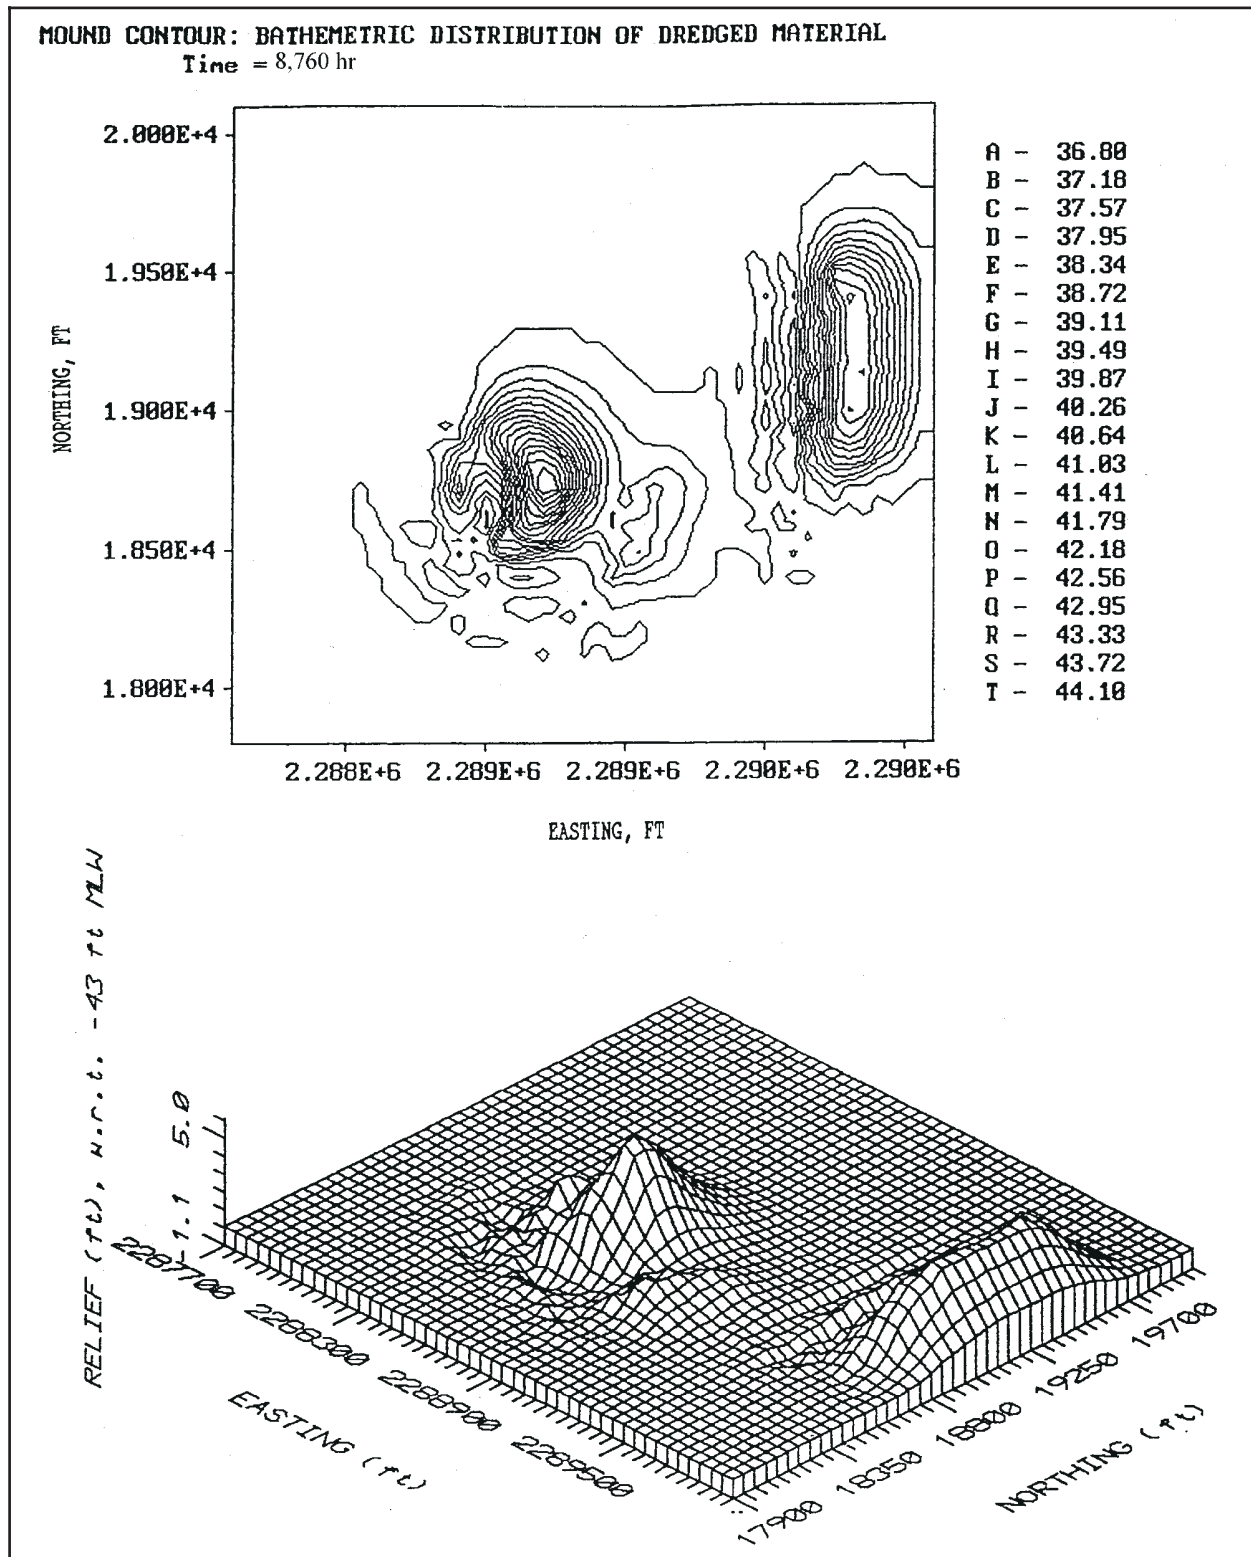 MOUND CONTOUR: BATHEMETRIC DISTRIBUTION OF DREDGED MATERIAL
Time = 8,760 hr
2.000E+4
1.950E+4
1.900E+4
1.850E+4
1.800E+4
NORTHING, FT
2.288E+6 2.289E+6 2.289E+6 2.290E+6 2.290E+6
EASTING, FT
A - 36.80
B - 37.18
C - 37.57
D - 37.95
E - 38.34
F - 38.72
G - 39.11
H - 39.49
I - 39.87
J - 40.26
K - 40.64
L - 41.03
M - 41.41
N - 41.79
O - 42.18
P - 42.56
Q - 42.95
R - 43.33
S - 43.72
T - 44.10
RELIEF (ft), w.r.t. -43 ft MLW
5.0
-1.1
2287700 2288300 2288900 2289500
EASTING (ft)
17900 18350 18800 19250 19700
NORTHING (ft)